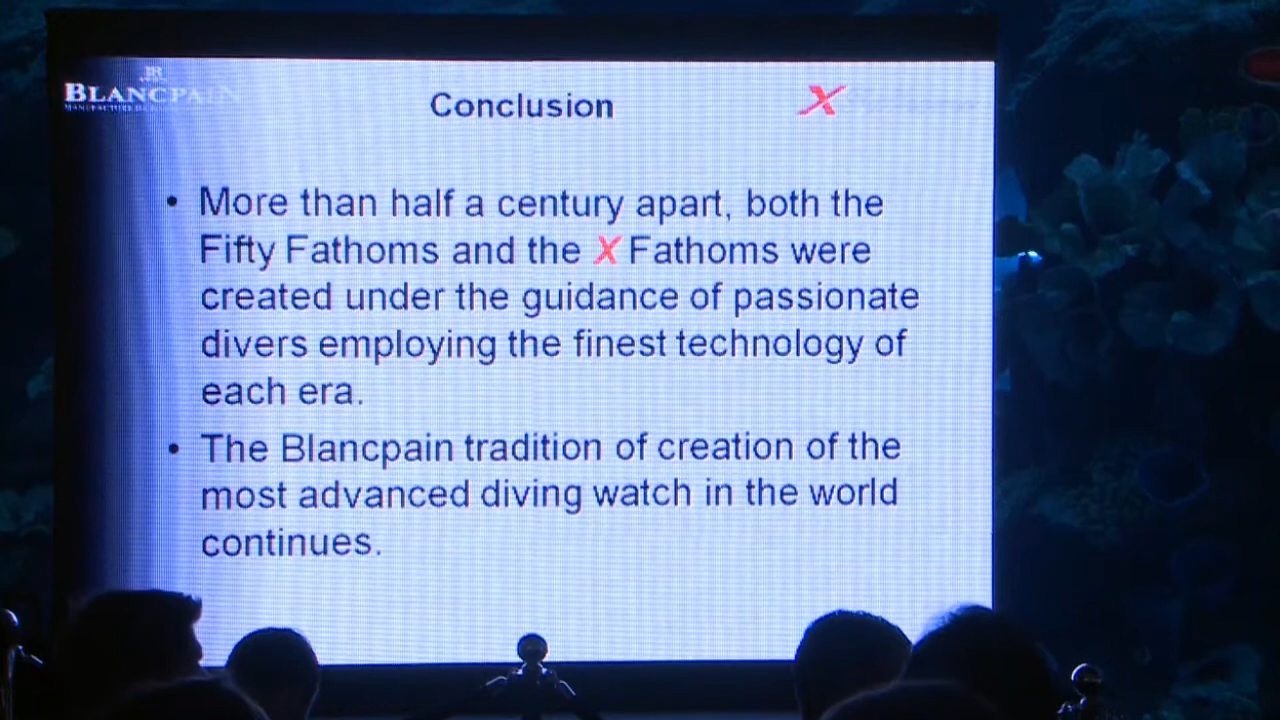 JB
BLANCPAIN
Conclusion X
• More than half a century apart, both the
Fifty Fathoms and the X Fathoms were
created under the guidance of passionate
divers employing the finest technology of
each era.
• The Blancpain tradition of creation of the
most advanced diving watch in the world
continues.